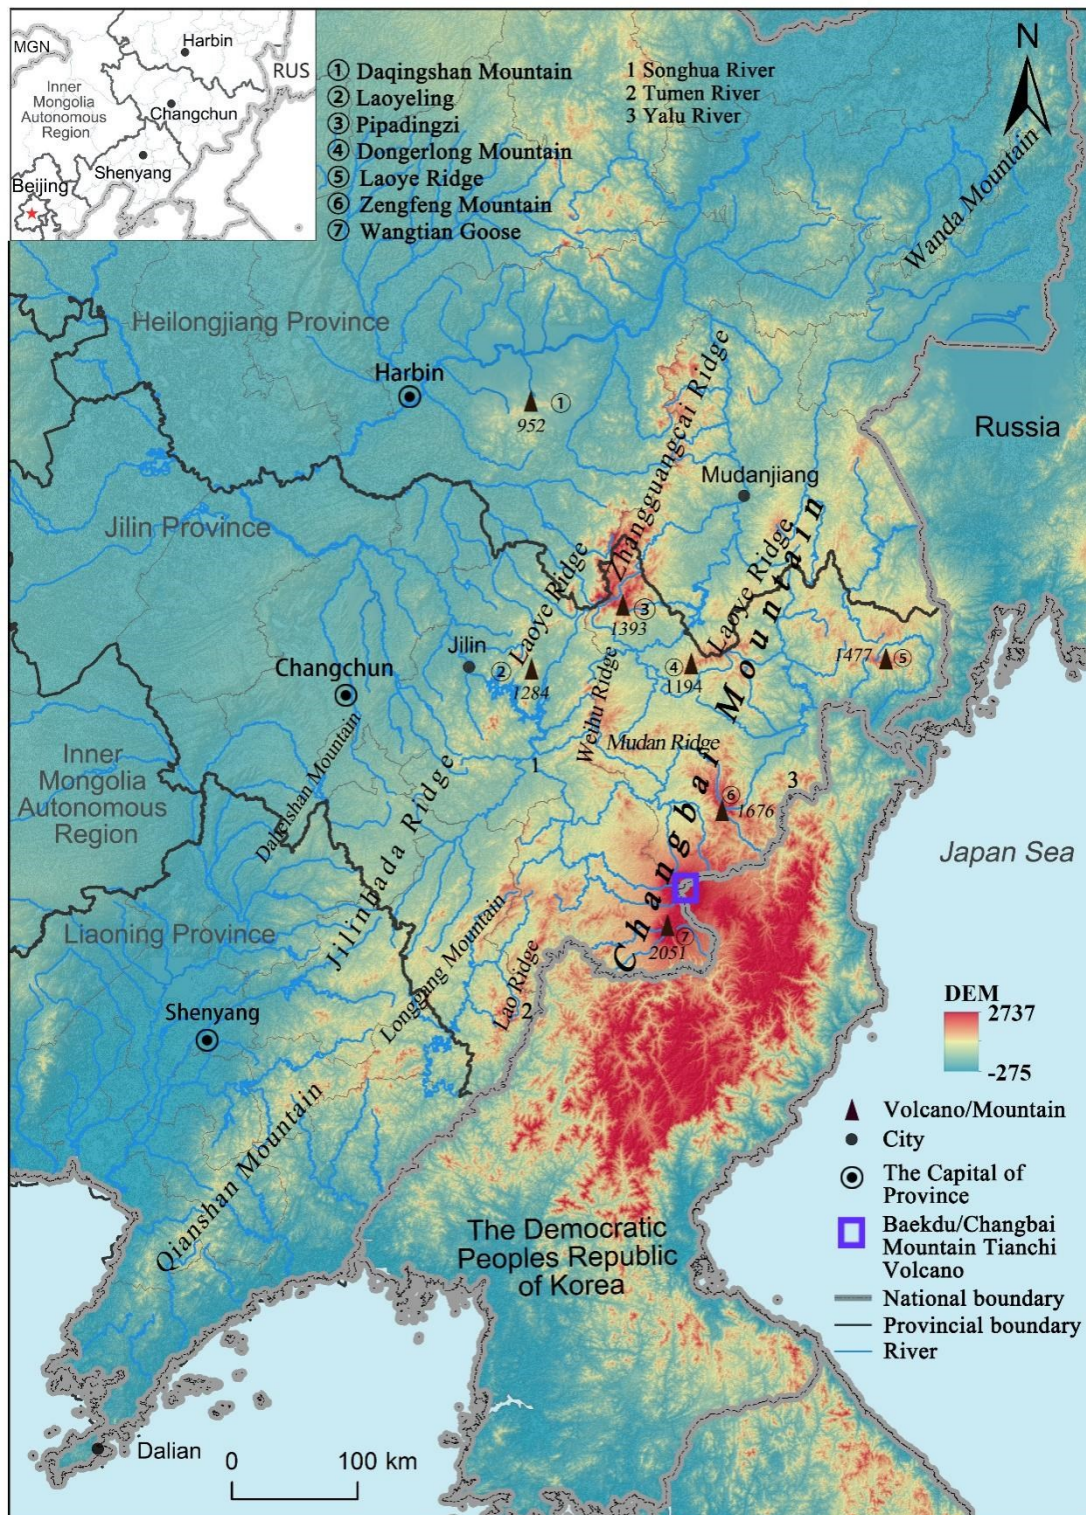 Harbin
MGN
RUS
Inner
Mongolia
Autonomous
Region
Changchun
Shenyang
Beijing
① Daqingshan Mountain
② Laoyeling
③ Pipadingzi
④ Dongerlong Mountain
⑤ Laoye Ridge
⑥ Zengfeng Mountain
⑦ Wangtian Goose
1 Songhua River
2 Tumen River
3 Yalu River
N
Wanda Mountain
Heilongjiang Province
Harbin
①
952
Zhangguangcai Ridge
Russia
Mudanjiang
Jilin Province
Laoye Ridge
③
1393
Laoye Ridge
Jilin
②
1284
④
1194
1477
⑤
Changchun
Weihu Ridge
Mudan Ridge
1
Changbai Mountain
3
⑥
1676
Inner
Mongolia
Autonomous
Region
Daheishan Mountain
Jilinhada Ridge
Japan Sea
Liaoning Province
Longgang Mountain
Lao Ridge
2
⑦
2051
Shenyang
Qianshan Mountain
The Democratic
Peoples Republic
of Korea
Dalian
0 100 km
DEM
2737
-275
Volcano/Mountain
City
The Capital of
Province
Baekdu/Changbai
Mountain Tianchi
Volcano
National boundary
Provincial boundary
River